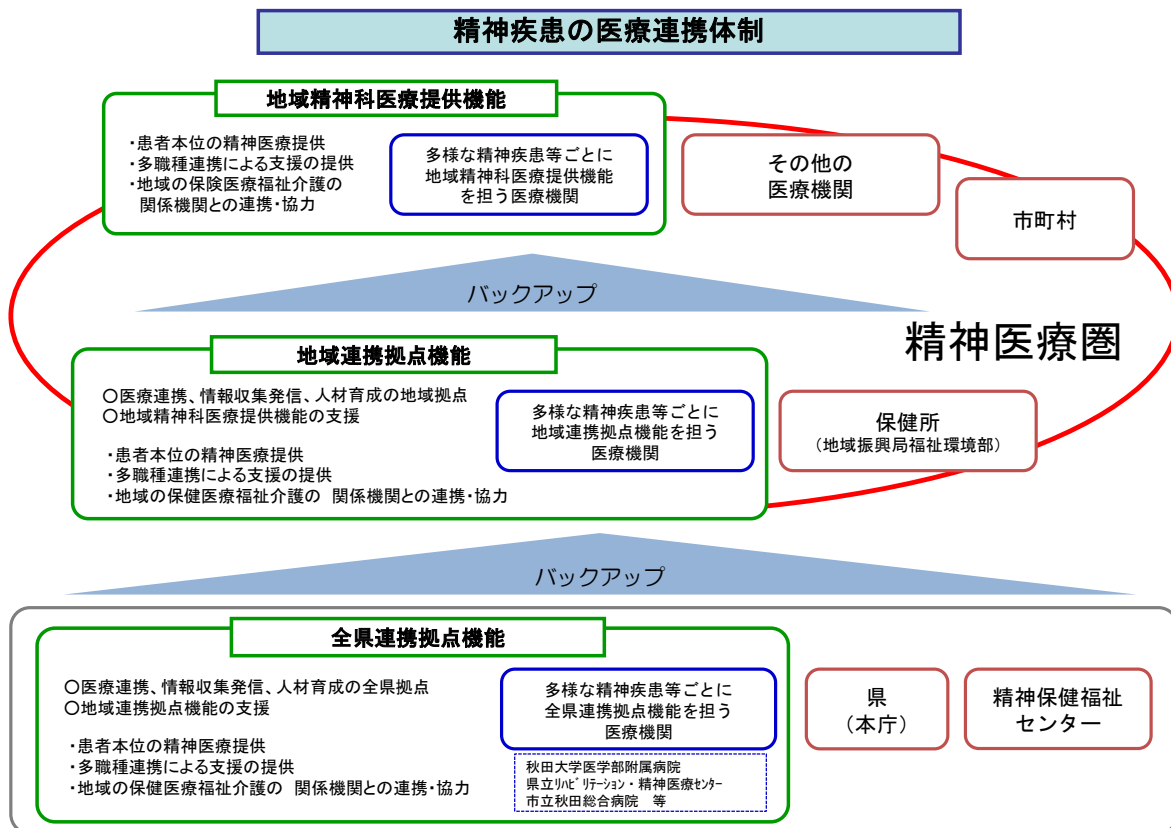 精神疾患の医療連携体制
地域精神科医療提供機能
・患者本位の精神医療提供
・多職種連携による支援の提供
・地域の保険医療福祉介護の
関係機関との連携・協力
多様な精神疾患等ごとに
地域精神科医療提供機能
を担う医療機関
その他の
医療機関
市町村
バックアップ
精神医療圏
地域連携拠点機能
〇医療連携、情報収集発信、人材育成の地域拠点
〇地域精神科医療提供機能の支援
・患者本位の精神医療提供
・多職種連携による支援の提供
・地域の保健医療福祉介護の 関係機関との連携・協力
多様な精神疾患等ごとに
地域連携拠点機能を担う
医療機関
保健所
（地域振興局福祉環境部）
バックアップ
全県連携拠点機能
〇医療連携、情報収集発信、人材育成の全県拠点
〇地域連携拠点機能の支援
・患者本位の精神医療提供
・多職種連携による支援の提供
・地域の保健医療福祉介護の 関係機関との連携・協力
多様な精神疾患等ごとに
全県連携拠点機能を担う
医療機関
秋田大学医学部附属病院
県立ﾘﾊﾋﾞﾘﾃｰｼｮﾝ・精神医療ｾﾝﾀｰ
市立秋田総合病院 等
県
（本庁）
精神保健福祉
センター